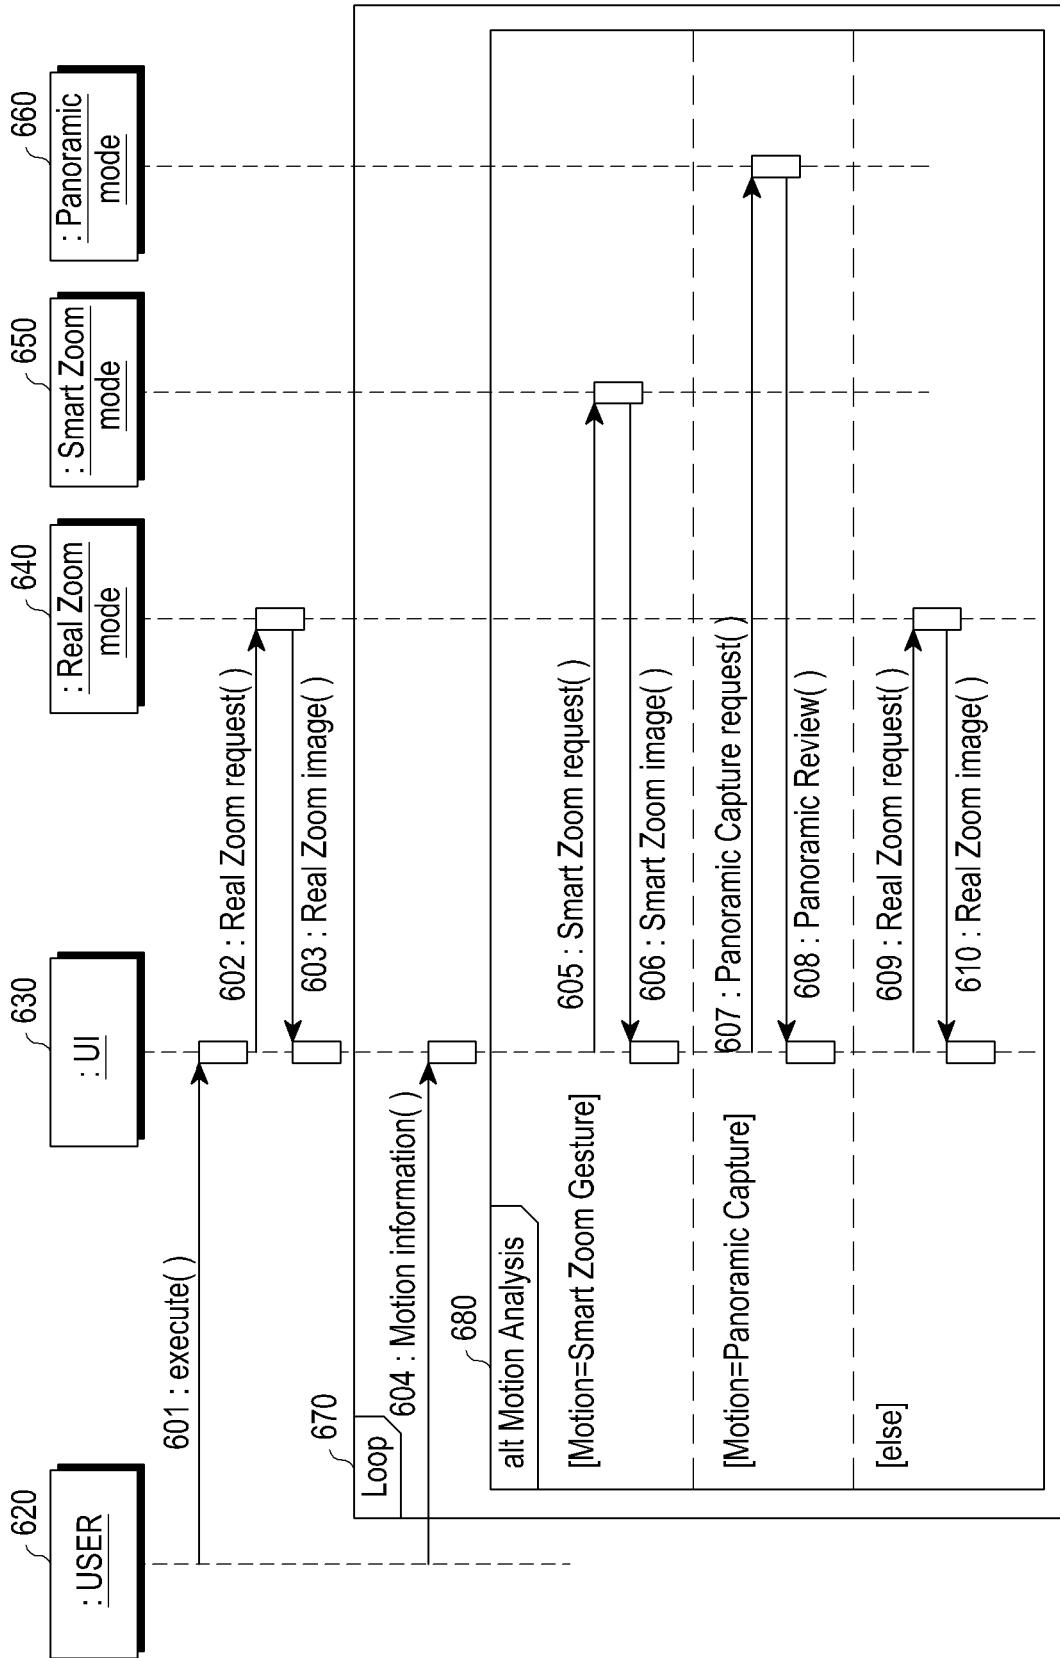 620
: USER
630
: UI
640
: Real Zoom
mode
650
: Smart Zoom
mode
660
: Panoramic
mode
601 : execute( )
602 : Real Zoom request( )
603 : Real Zoom image( )
670
Loop
604 : Motion information( )
680
alt Motion Analysis
[Motion=Smart Zoom Gesture]
605 : Smart Zoom request( )
606 : Smart Zoom image( )
[Motion=Panoramic Capture]
607 : Panoramic Capture request( )
608 : Panoramic Review( )
[else]
609 : Real Zoom request( )
610 : Real Zoom image( )